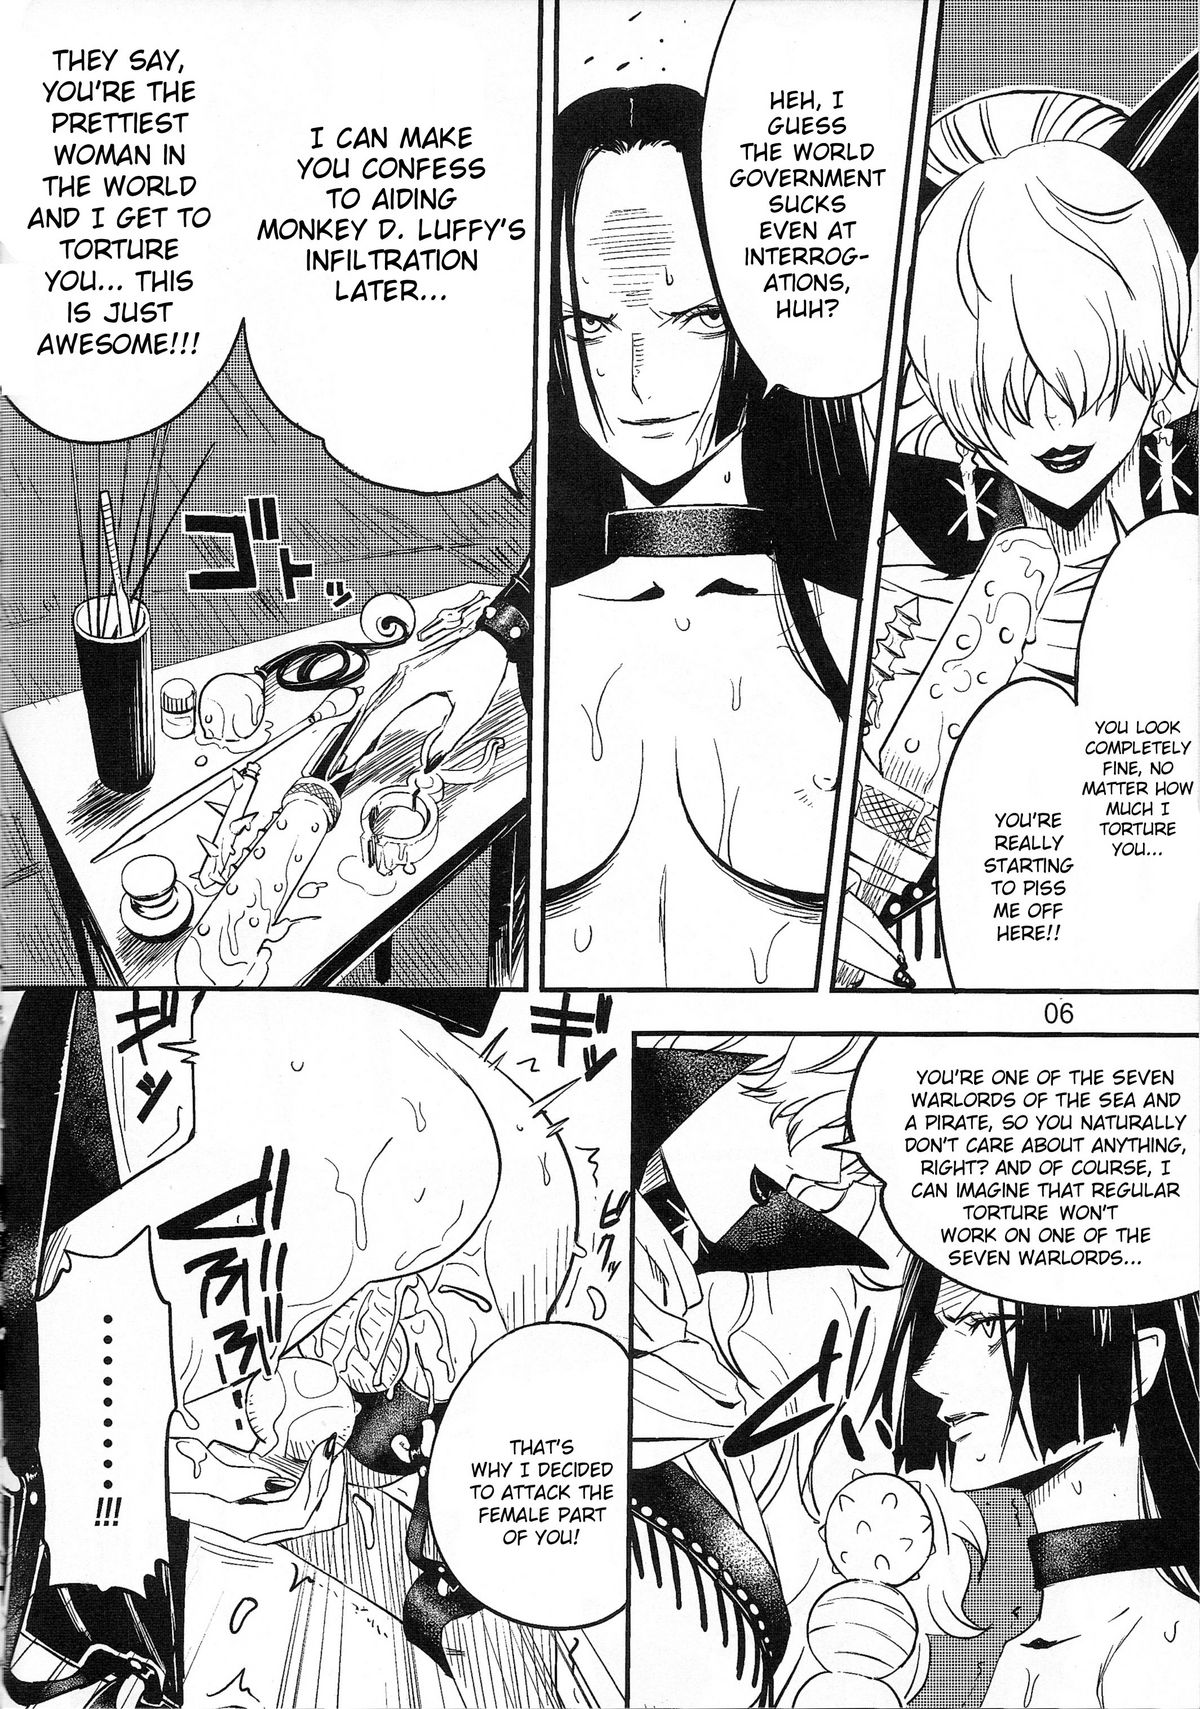 HEH, I
GUESS
THE WORLD
GOVERNMENT
SUCKS
EVEN AT
INTERROG-
ATIONS,
HUH?
YOU LOOK
COMPLETELY
FINE, NO
MATTER HOW
MUCH I
TORTURE
YOU...
YOU'RE
REALLY
STARTING
TO PISS
ME OFF
HERE!!
I CAN MAKE
YOU CONFESS
TO AIDING
MONKEY D. LUFFY'S
INFILTRATION
LATER...
THEY SAY,
YOU'RE THE
PRETTIEST
WOMAN IN
THE WORLD
AND I GET TO
TORTURE
YOU... THIS
IS JUST
AWESOME!!!
ゴトッ
06
YOU'RE ONE OF THE SEVEN
WARLORDS OF THE SEA AND
A PIRATE, SO YOU NATURALLY
DON'T CARE ABOUT ANYTHING,
RIGHT? AND OF COURSE, I
CAN IMAGINE THAT REGULAR
TORTURE WON'T
WORK ON ONE OF THE
SEVEN WARLORDS...
THAT'S
WHY I DECIDED
TO ATTACK THE
FEMALE PART
OF YOU!
ギッ
ギッ
.........!!!